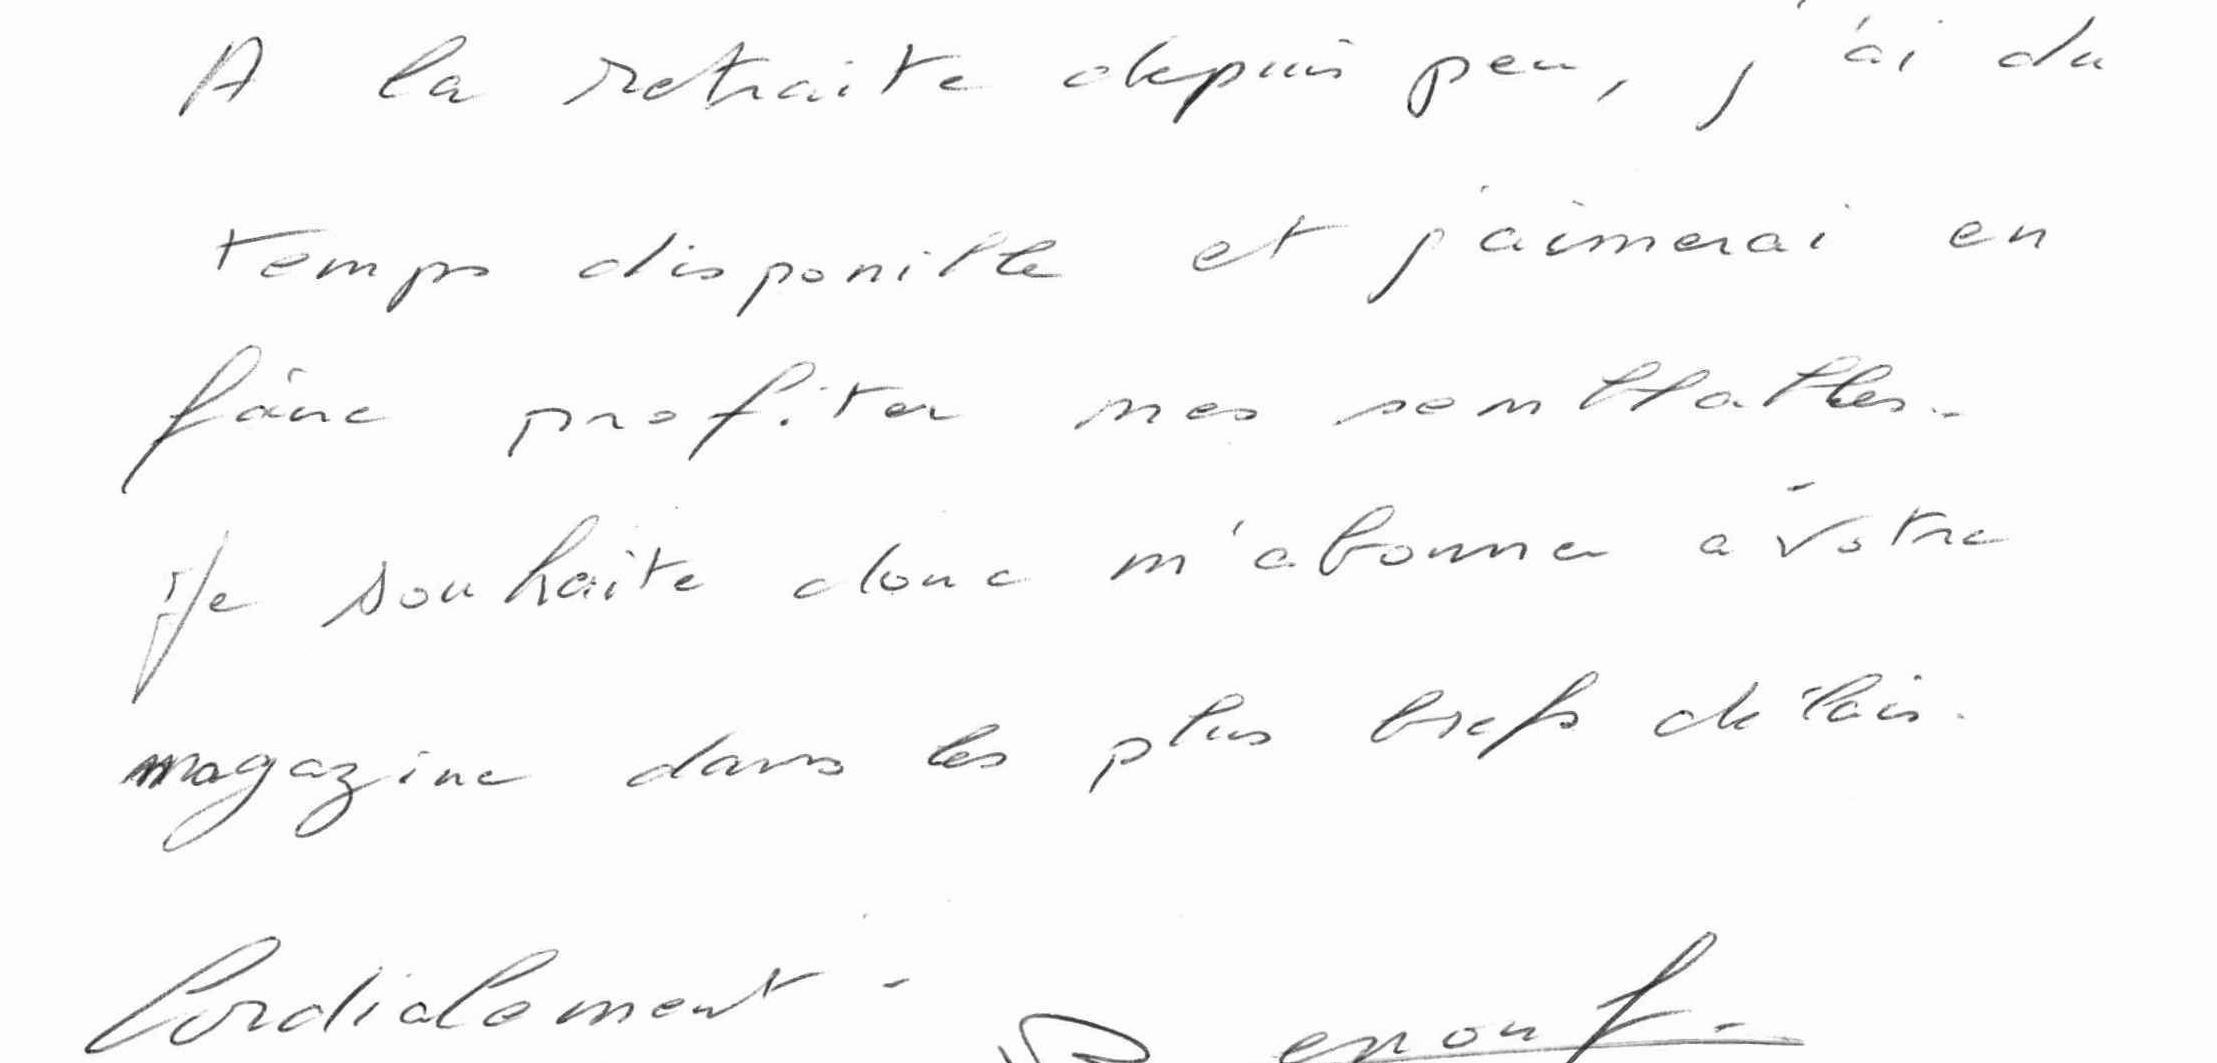 A la retraite depuis peu, j'ai du
temps disponible et j'aimerai en
faire profiter mes semblables.
Je souhaite donc m'abonner à votre
magazine dans les plus brefs délais.
Cordialement.
Renouf.